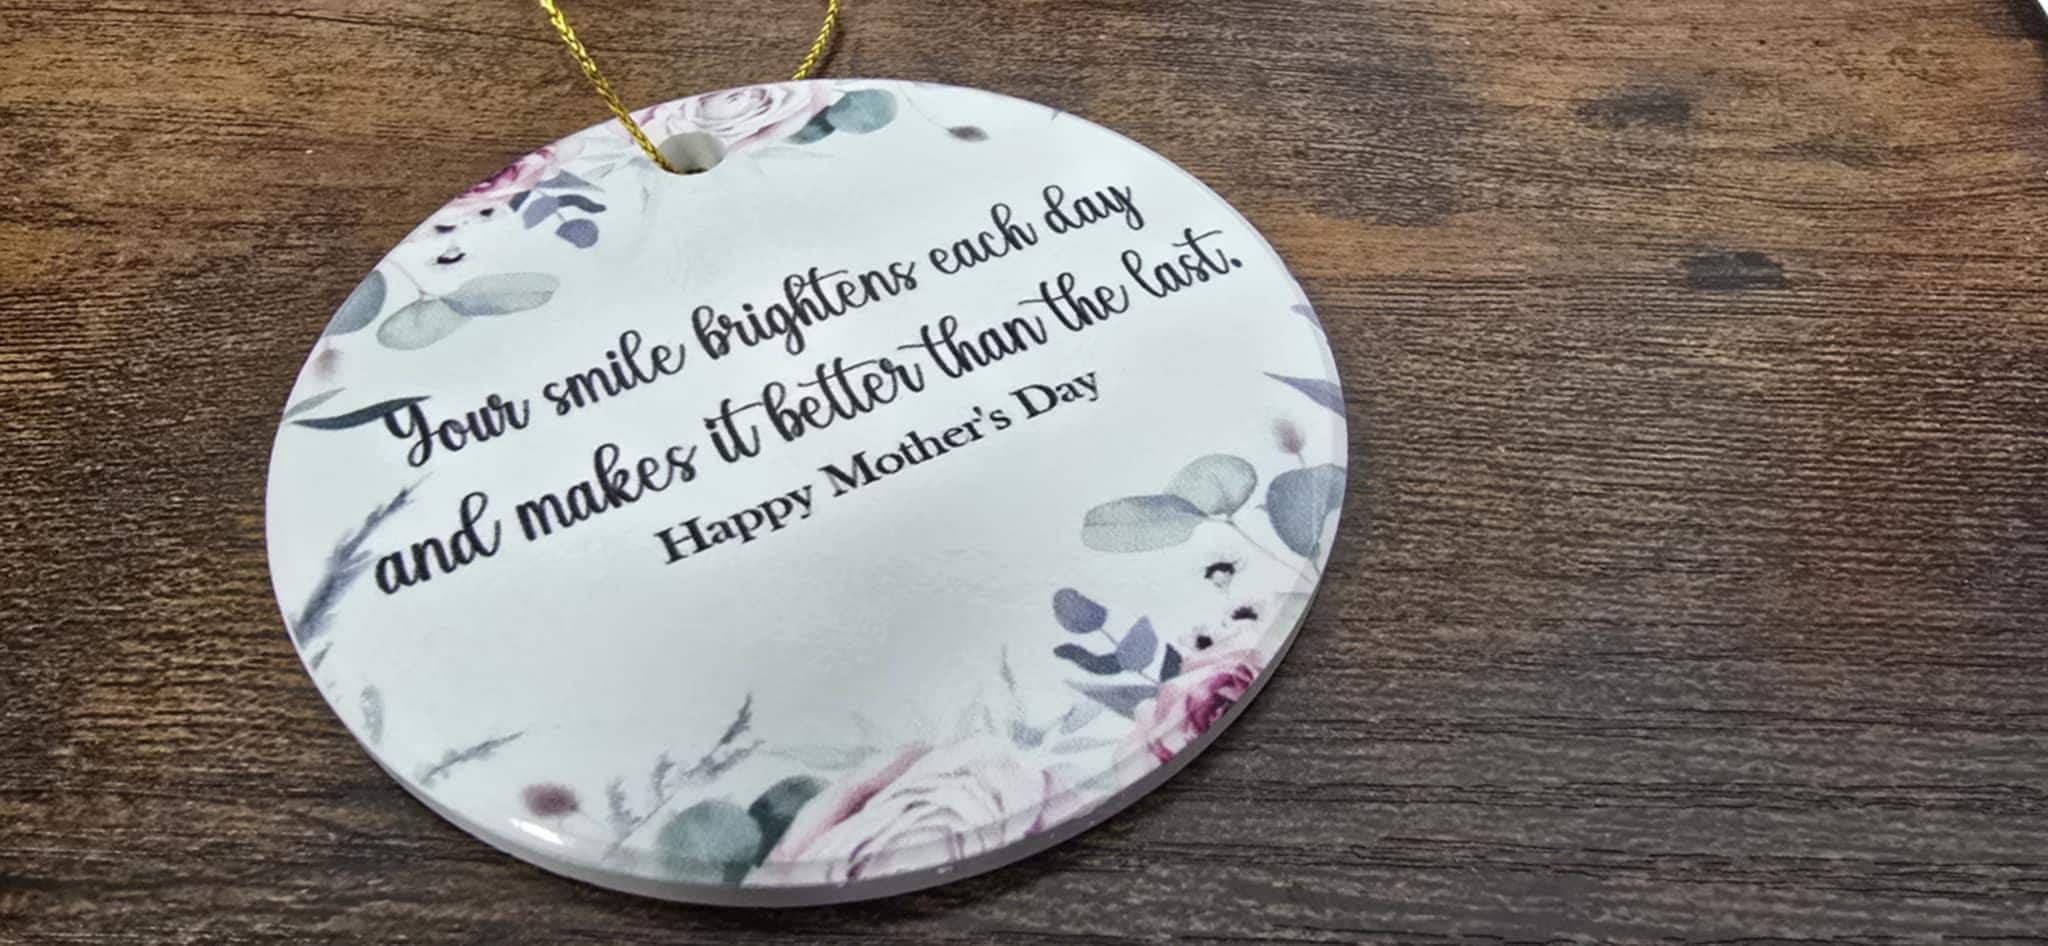 Your smile brightens each day
and makes it better than the last.
Happy Mother's Day